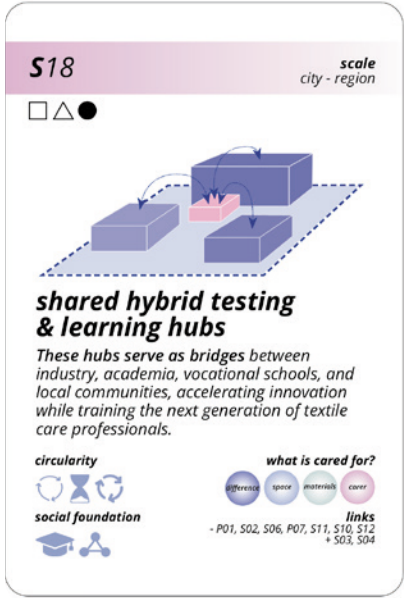 S18
scale
city - region
shared hybrid testing
& learning hubs
These hubs serve as bridges between
industry, academia, vocational schools, and
local communities, accelerating innovation
while training the next generation of textile
care professionals.
circularity
what is cared for?
difference space materials carer
social foundation
links
- P01, S02, S06, P07, S11, S10, S12
+ S03, S04